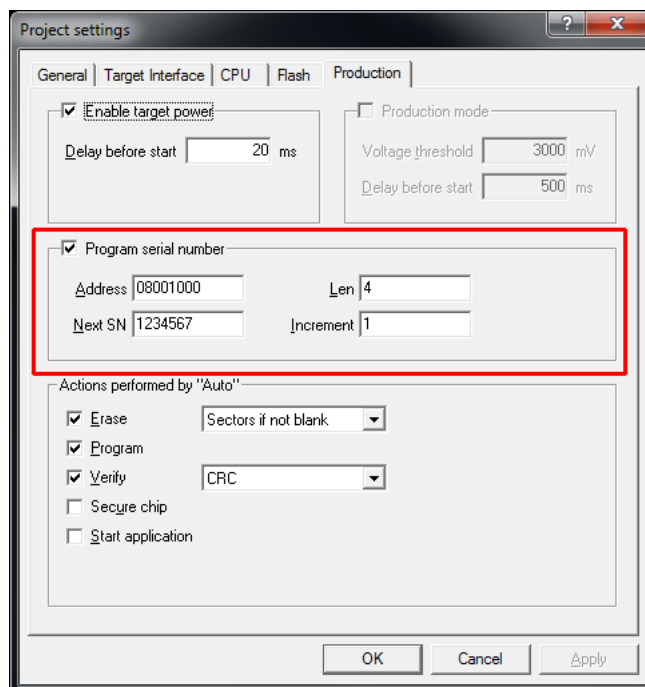 Project settings
General Target Interface CPU Flash Production
Enable target power
Delay before start 20 ms
Production mode
Voltage threshold 3000 mV
Delay before start 500 ms
Program serial number
Address 08001000 Len 4
Next SN 1234567 Increment 1
Actions performed by "Auto"
Erase Sectors if not blank
Program
Verify CRC
Secure chip
Start application
OK Cancel Apply